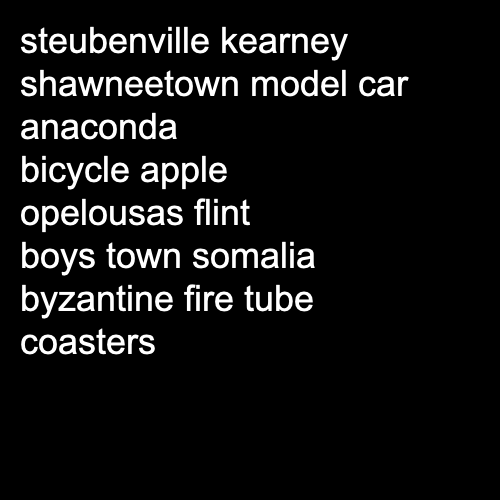 steubenville kearney
shawneetown model car
anaconda
bicycle apple
opelousas flint
boys town somalia
byzantine fire tube
coasters